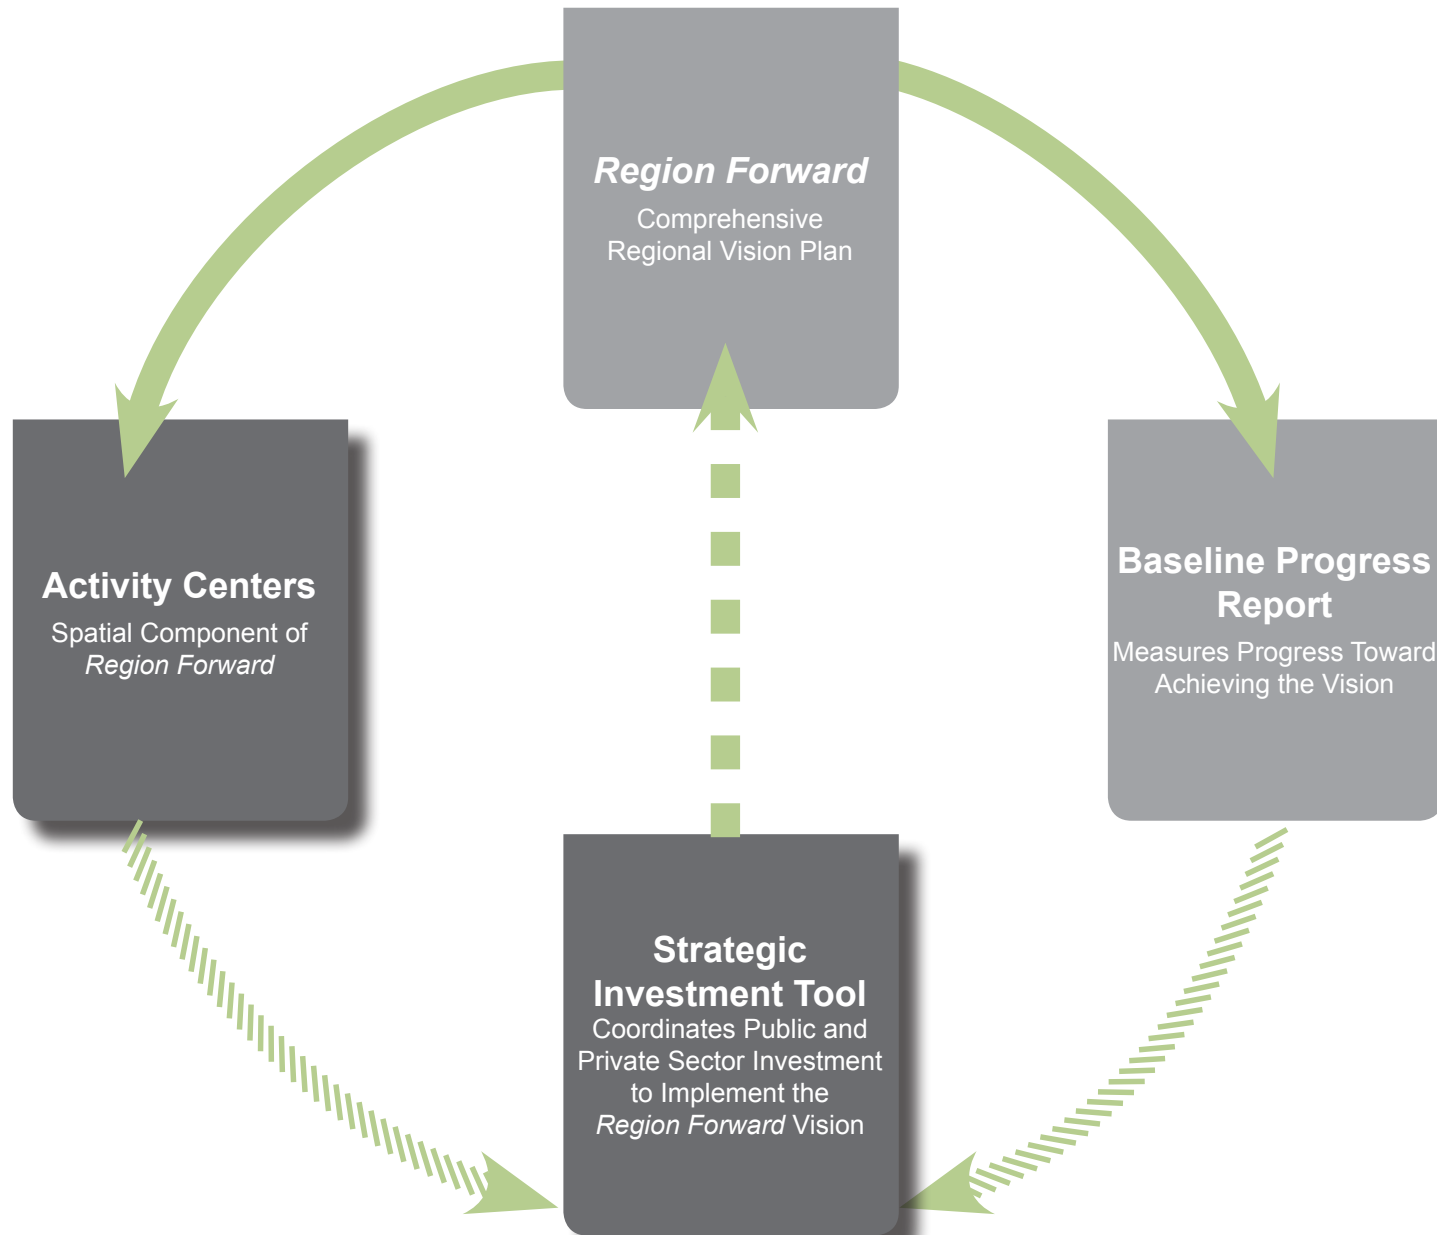 Region Forward
Comprehensive
Regional Vision Plan
Activity Centers
Spatial Component of
Region Forward
Baseline Progress
Report
Measures Progress Toward
Achieving the Vision
Strategic
Investment Tool
Coordinates Public and
Private Sector Investment
to Implement the
Region Forward Vision